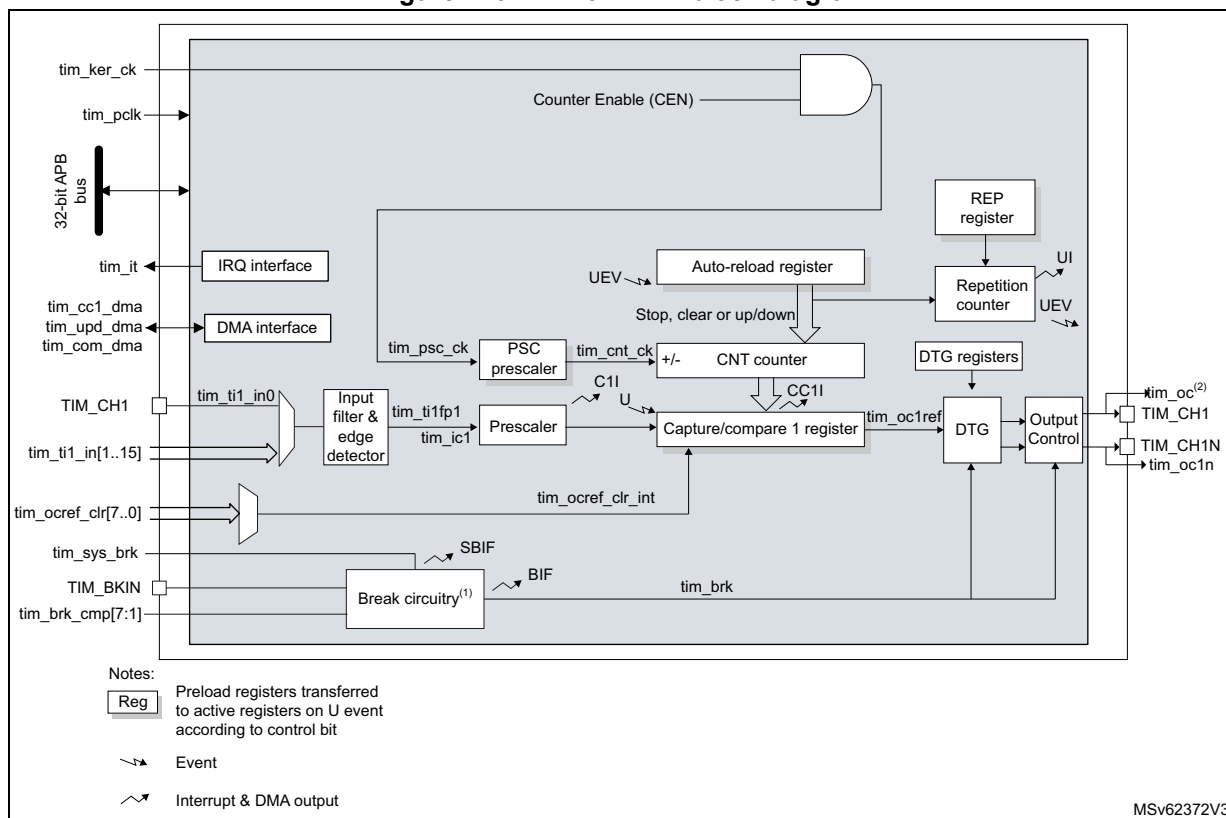 tim_ker_ck
Counter Enable (CEN)
tim_pclk
32-bit APB
bus
REP
register
tim_it
IRQ interface
Auto-reload register
UI
UEV
Repetition
counter
UEV
tim_cc1_dma
tim_upd_dma
tim_com_dma
DMA interface
Stop, clear or up/down
tim_psc_ck
PSC
prescaler
tim_cnt_ck
+/-
CNT counter
DTG registers
TIM_CH1
tim_ti1_in0
Input
filter &
edge
detector
tim_ti1fp1
tim_ic1
Prescaler
C1I
U
CC1I
Capture/compare 1 register
tim_oc1ref
DTG
Output
Control
tim_oc(2)
TIM_CH1
TIM_CH1N
tim_oc1n
tim_ti1_in[1..15]
tim_ocref_clr[7..0]
tim_ocref_clr_int
tim_sys_brk
SBIF
TIM_BKIN
BIF
Break circuitry(1)
tim_brk
tim_brk_cmp[7:1]
Notes:
Reg
Preload registers transferred
to active registers on U event
according to control bit
Event
Interrupt & DMA output
MSv62372V3